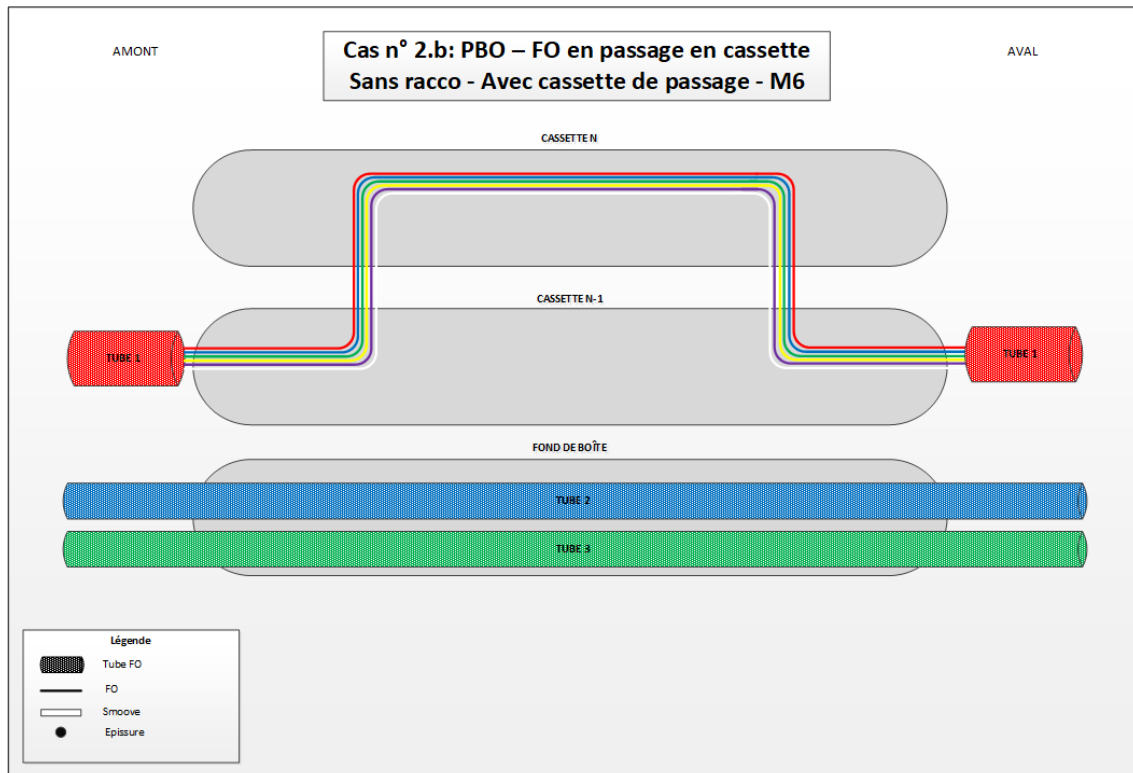 AMONT
Cas n° 2.b: PBO – FO en passage en cassette
Sans racco - Avec cassette de passage - M6
AVAL
CASSETTE N
CASSETTE N-1
TUBE 1
TUBE 1
FOND DE BOÎTE
TUBE 2
TUBE 3
Légende
Tube FO
FO
Smoove
Epissure